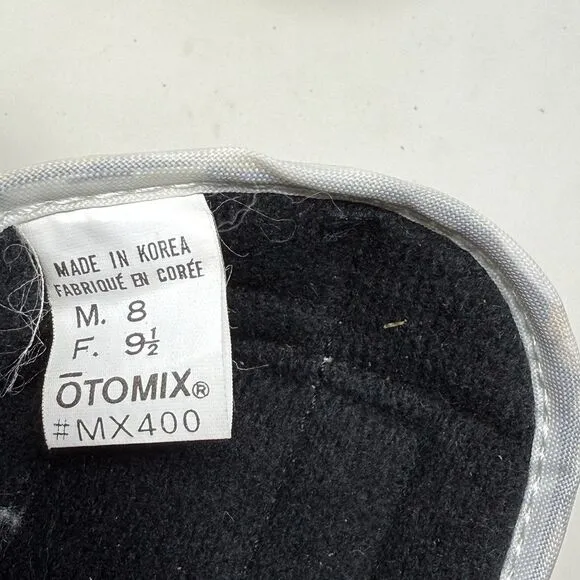 MADE IN KOREA
FABRIQUÉ EN CORÉE
M. 8
F. 9½
ŌTOMIX®
#MX400